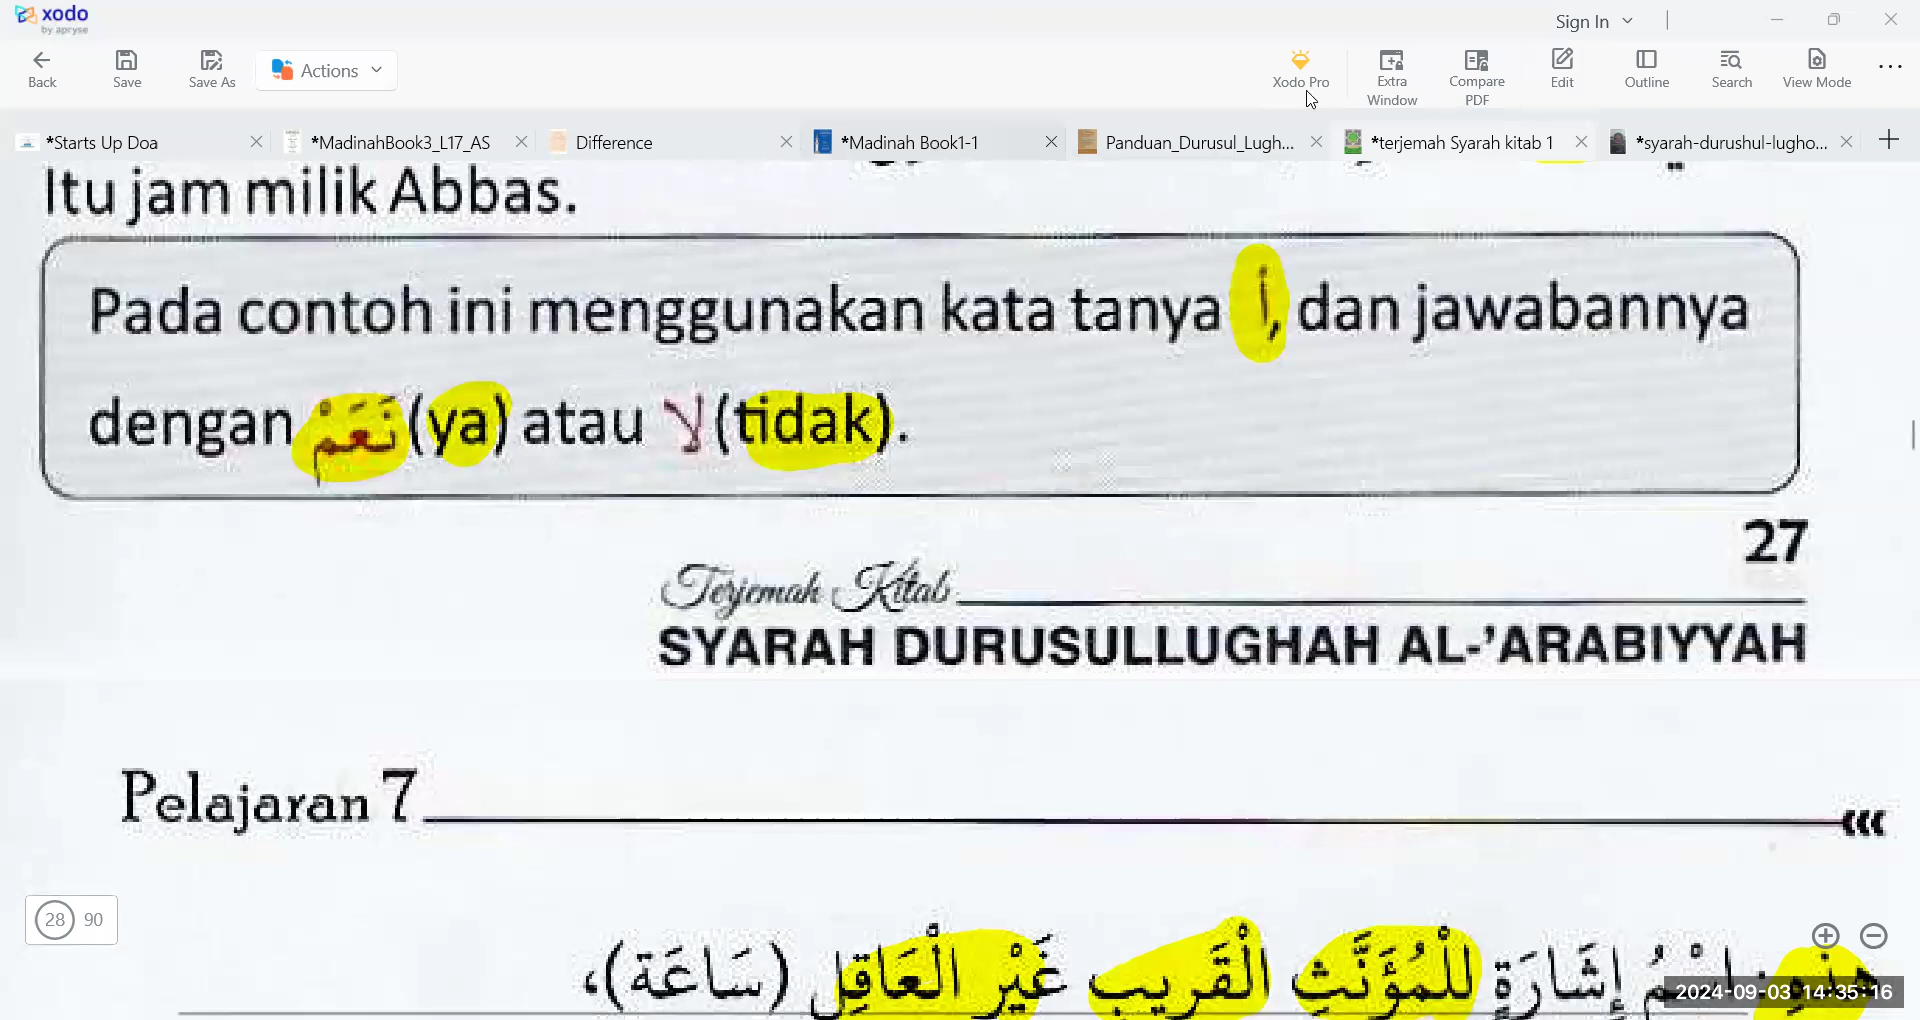 xodo
by apryse
Sign In
Back
Save
Save As
Actions
Xodo Pro
Extra Window
Compare PDF
Edit
Outline
Search
View Mode
*Starts Up Doa
*MadinahBook3_L17_AS
Difference
*Madinah Book1-1
Panduan_Durusul_Lugh...
*terjemah Syarah kitab 1
*syarah-durushul-lugho...
Itu jam milik Abbas.
Pada contoh ini menggunakan kata tanya أ, dan jawabannya
dengan نَعَمْ (ya) atau لا (tidak).
27
Terjemah Kitab
SYARAH DURUSULLUGHAH AL-'ARABIYYAH
Pelajaran 7
28 90
هٰذِهِ: اِسْمُ إِشَارَةٍ لِلْمُؤَنَّثِ الْقَرِيبِ غَيْرِ الْعَاقِلِ (سَاعَة)،
2024-09-03 14:35:16